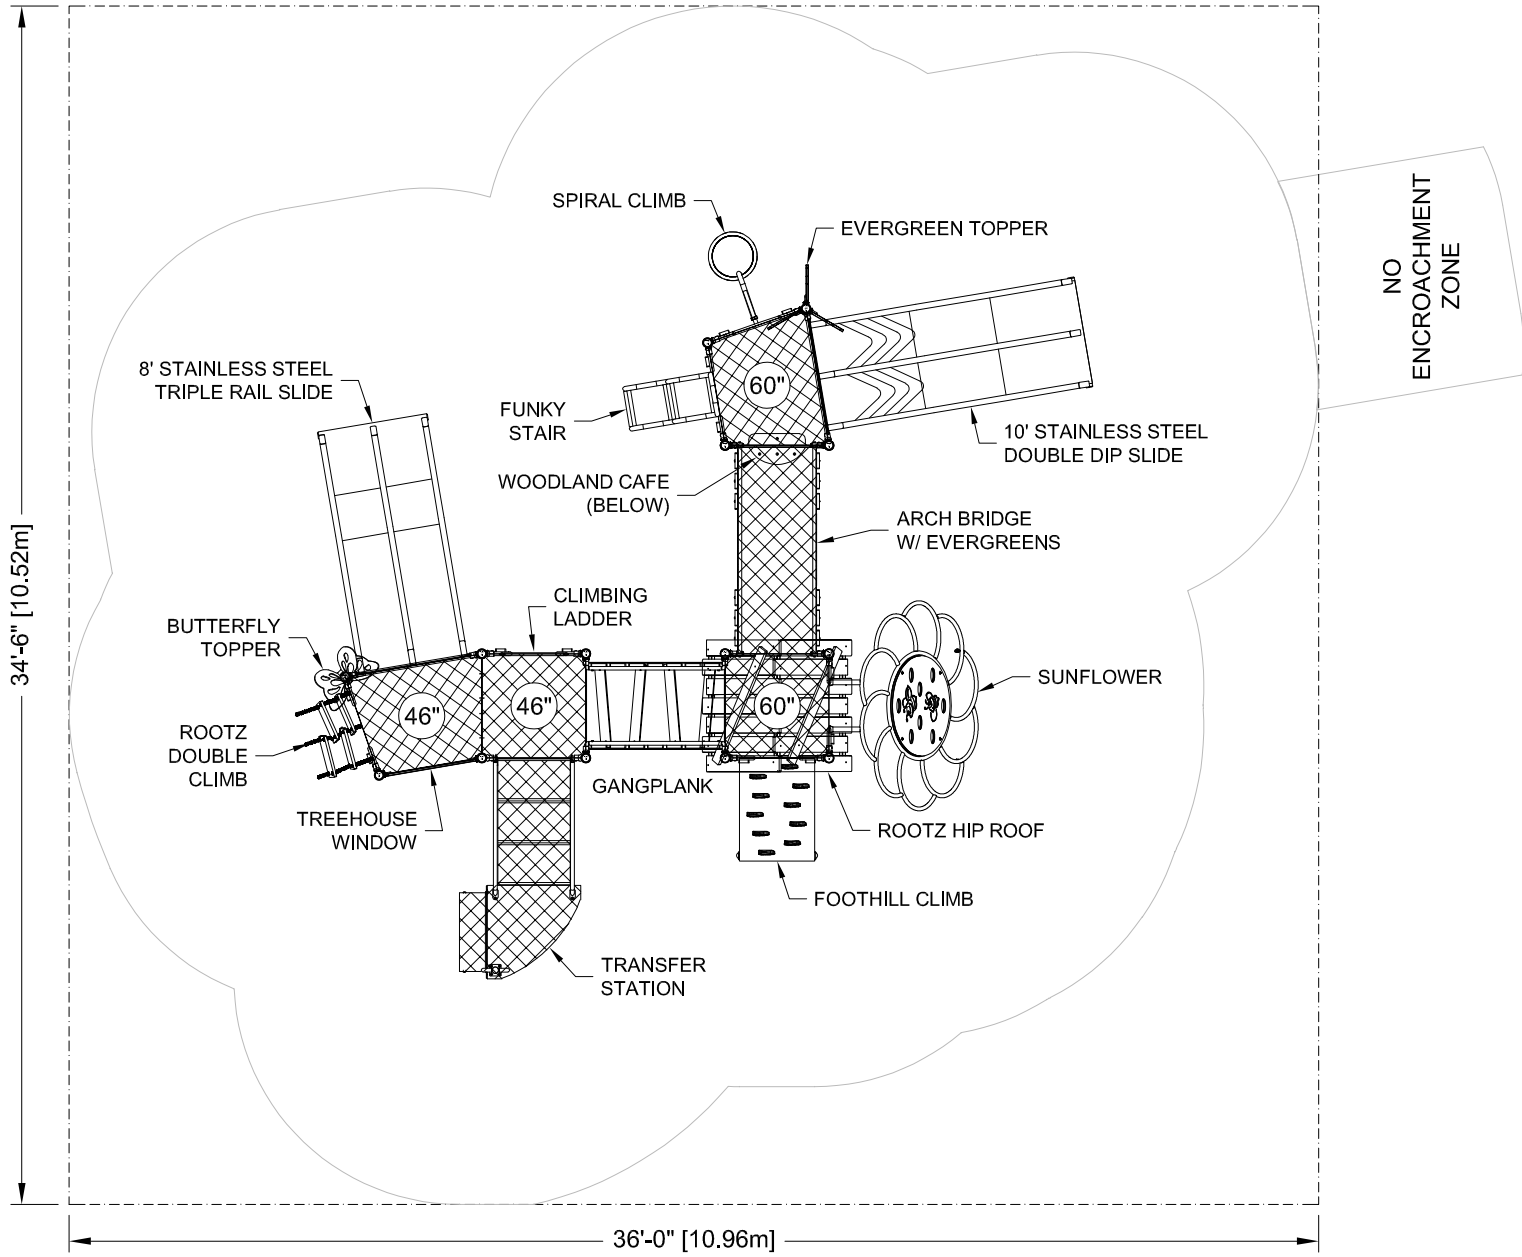 NO
ENCROACHMENT
ZONE
SPIRAL CLIMB
EVERGREEN TOPPER
8' STAINLESS STEEL
TRIPLE RAIL SLIDE
60"
FUNKY
STAIR
10' STAINLESS STEEL
DOUBLE DIP SLIDE
WOODLAND CAFE
(BELOW)
ARCH BRIDGE
W/ EVERGREENS
34'-6" [10.52m]
CLIMBING
LADDER
BUTTERFLY
TOPPER
SUNFLOWER
46"
46"
60"
ROOTZ
DOUBLE
CLIMB
GANGPLANK
TREEHOUSE
WINDOW
ROOTZ HIP ROOF
FOOTHILL CLIMB
TRANSFER
STATION
36'-0" [10.96m]